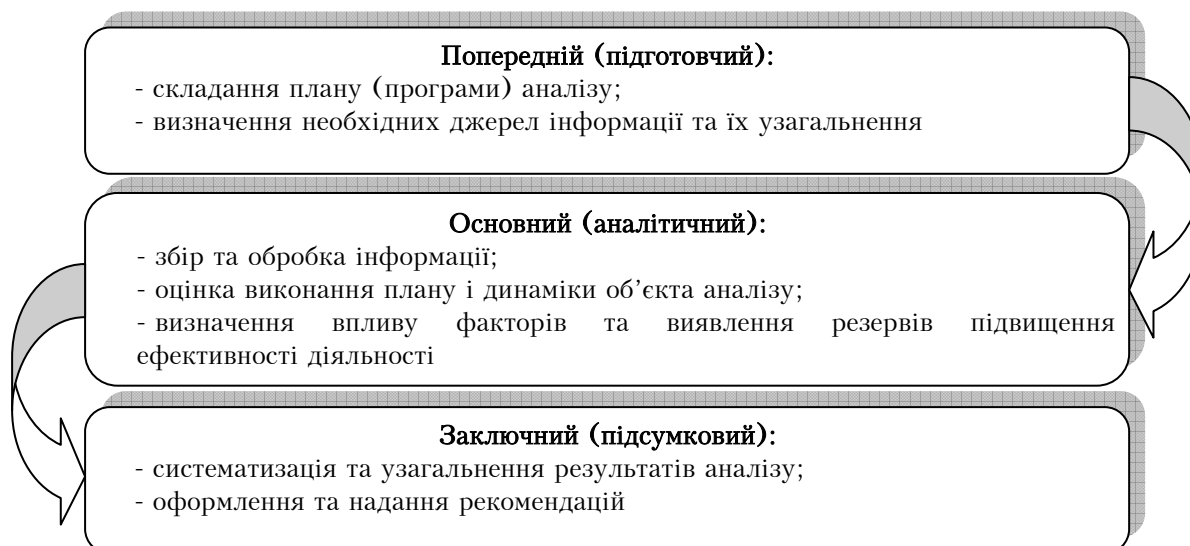 Попередній (підготовчий):
- складання плану (програми) аналізу;
- визначення необхідних джерел інформації та їх узагальнення
Основний (аналітичний):
- збір та обробка інформації;
- оцінка виконання плану і динаміки об’єкта аналізу;
- визначення впливу факторів та виявлення резервів підвищення
ефективності діяльності
Заключний (підсумковий):
- систематизація та узагальнення результатів аналізу;
- оформлення та надання рекомендацій